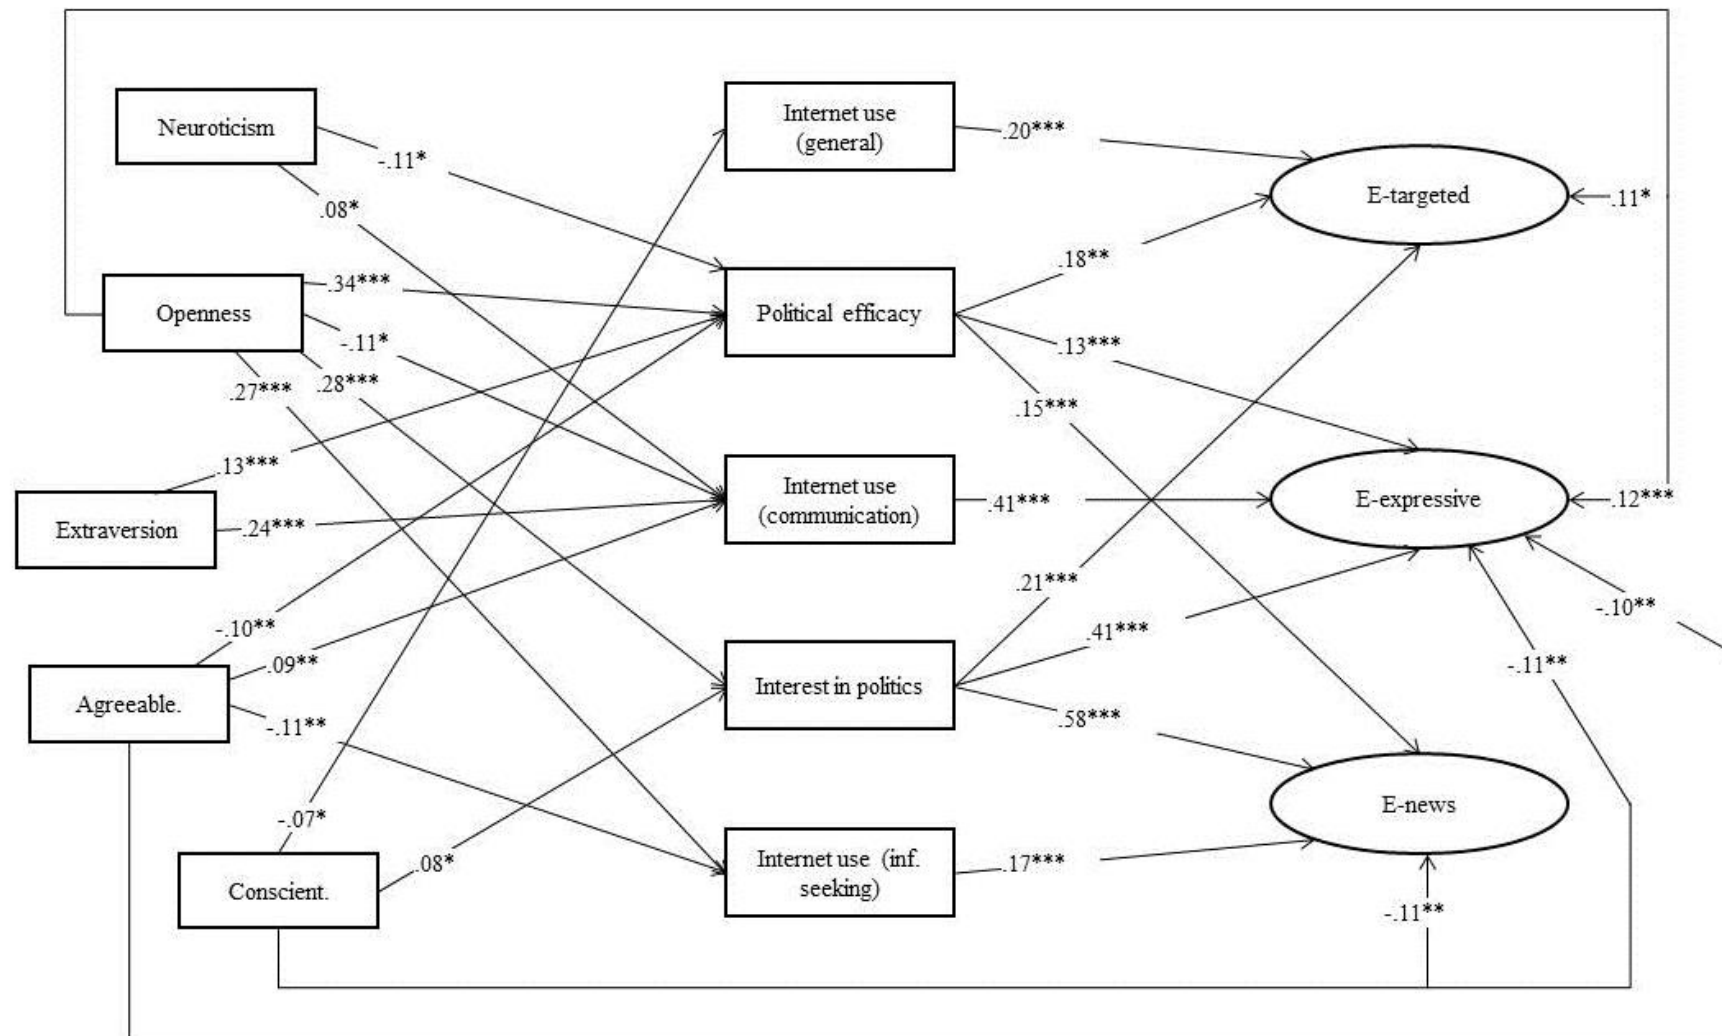 Neuroticism
Internet use
(general)
.20***
-.11*
E-targeted
.11*
.08*
.18**
Openness
.34***
Political efficacy
-.11*
.13***
.27***
.28***
.15***
.13***
Internet use
(communication)
.41***
E-expressive
.12***
Extraversion
.24***
.21***
-.10**
-.10**
.41***
.09**
-.11**
Agreeable.
Interest in politics
-.11**
.58***
-.07*
E-news
.08*
Internet use (inf.
seeking)
.17***
Conscient.
-.11**